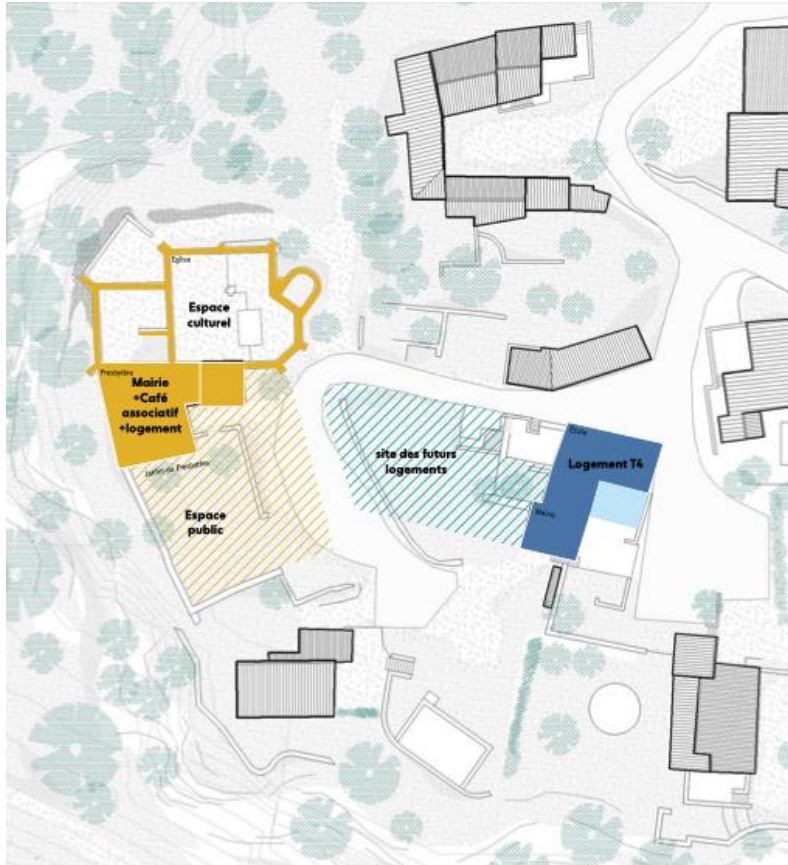 Eglise
Espace
culturel
Presbytère
Mairie
+Café
associatif
+logement
Jardin du Presbytère
Espace
public
site des futurs
logements
Ecole
Logement T4
Mairie